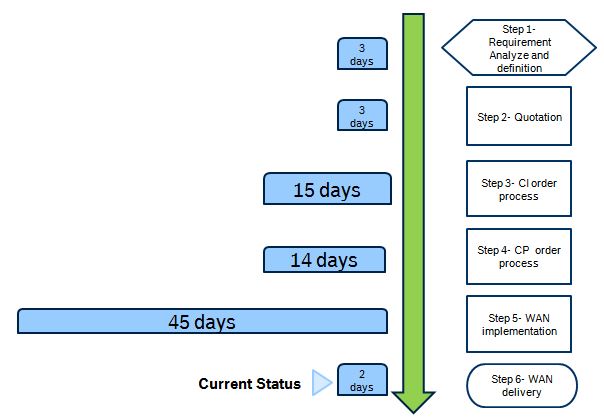 3
days
Step 1-
Requirement
Analyze and
definition
3
days
Step 2- Quotation
15 days
Step 3- CI order
process
14 days
Step 4- CP order
process
45 days
Step 5- WAN
implementation
Current Status
2
days
Step 6- WAN
delivery